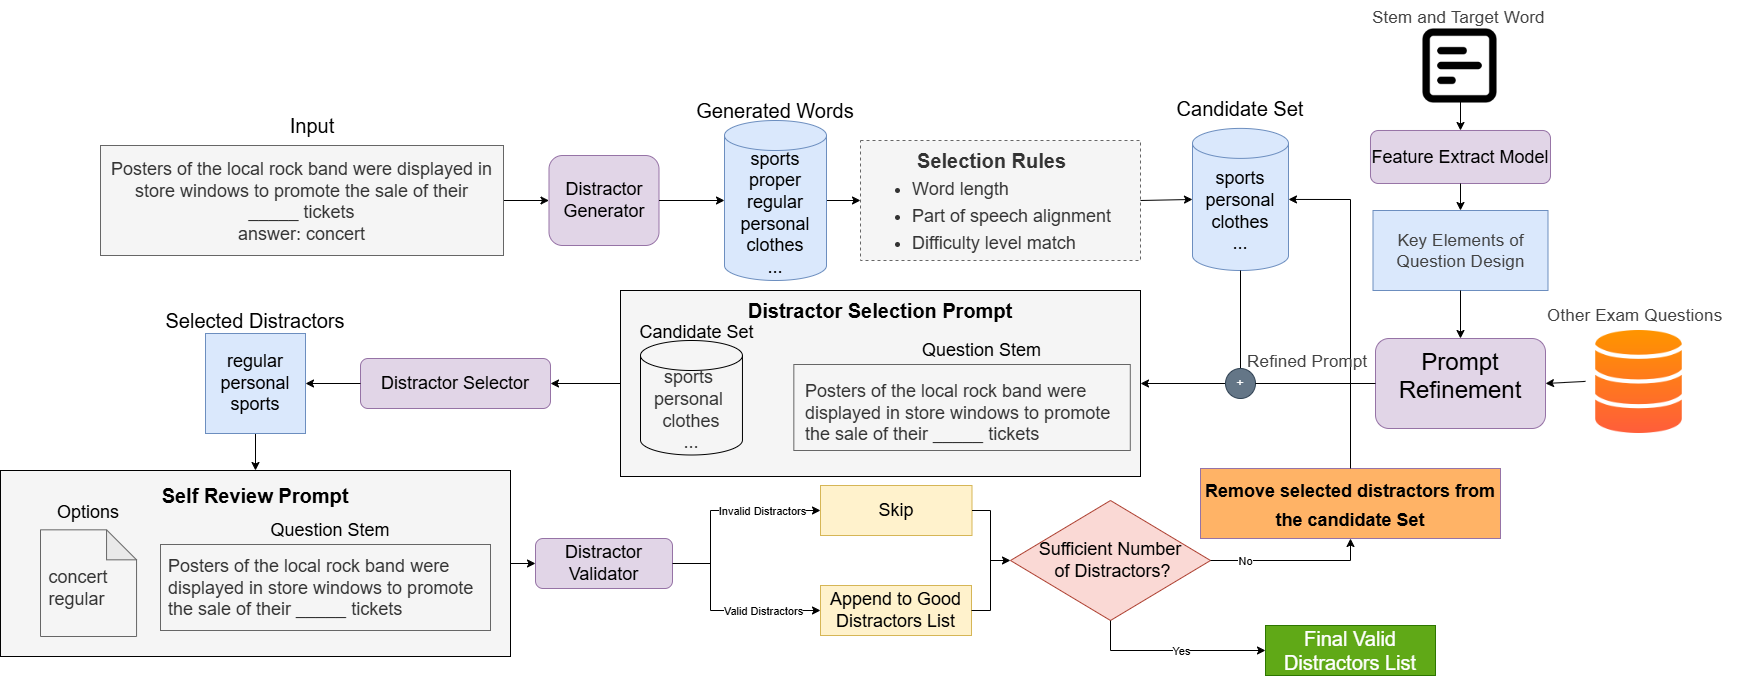 Stem and Target Word
Input
Posters of the local rock band were displayed in
store windows to promote the sale of their
_____ tickets
answer: concert
Distractor
Generator
Generated Words
sports
proper
regular
personal
clothes
...
Selection Rules
• Word length
• Part of speech alignment
• Difficulty level match
Candidate Set
sports
personal
clothes
...
Feature Extract Model
Key Elements of
Question Design
Other Exam Questions
Prompt
Refinement
Refined Prompt
+
Distractor Selection Prompt
Candidate Set
sports
personal
clothes
...
Question Stem
Posters of the local rock band were
displayed in store windows to promote
the sale of their _____ tickets
Distractor Selector
Selected Distractors
regular
personal
sports
Self Review Prompt
Options
concert
regular
Question Stem
Posters of the local rock band were
displayed in store windows to promote
the sale of their _____ tickets
Distractor
Validator
Invalid Distractors
Skip
Valid Distractors
Append to Good
Distractors List
Sufficient Number
of Distractors?
No
Remove selected distractors from
the candidate Set
Yes
Final Valid
Distractors List